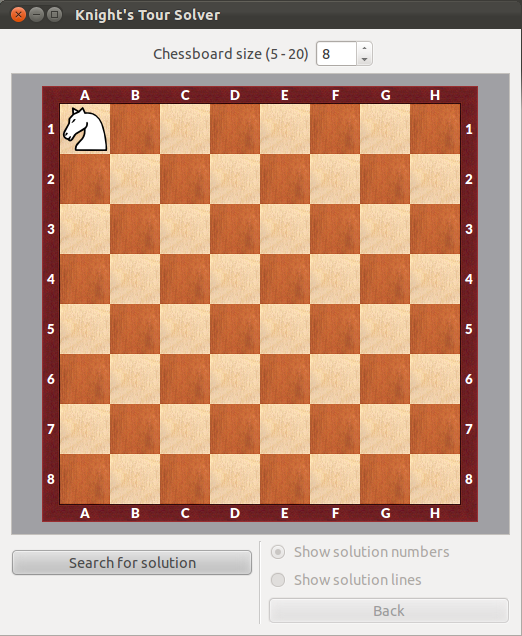 Knight's Tour Solver
Chessboard size (5 - 20) 8
A B C D E F G H
1 1
2 2
3 3
4 4
5 5
6 6
7 7
8 8
A B C D E F G H
Search for solution
Show solution numbers
Show solution lines
Back